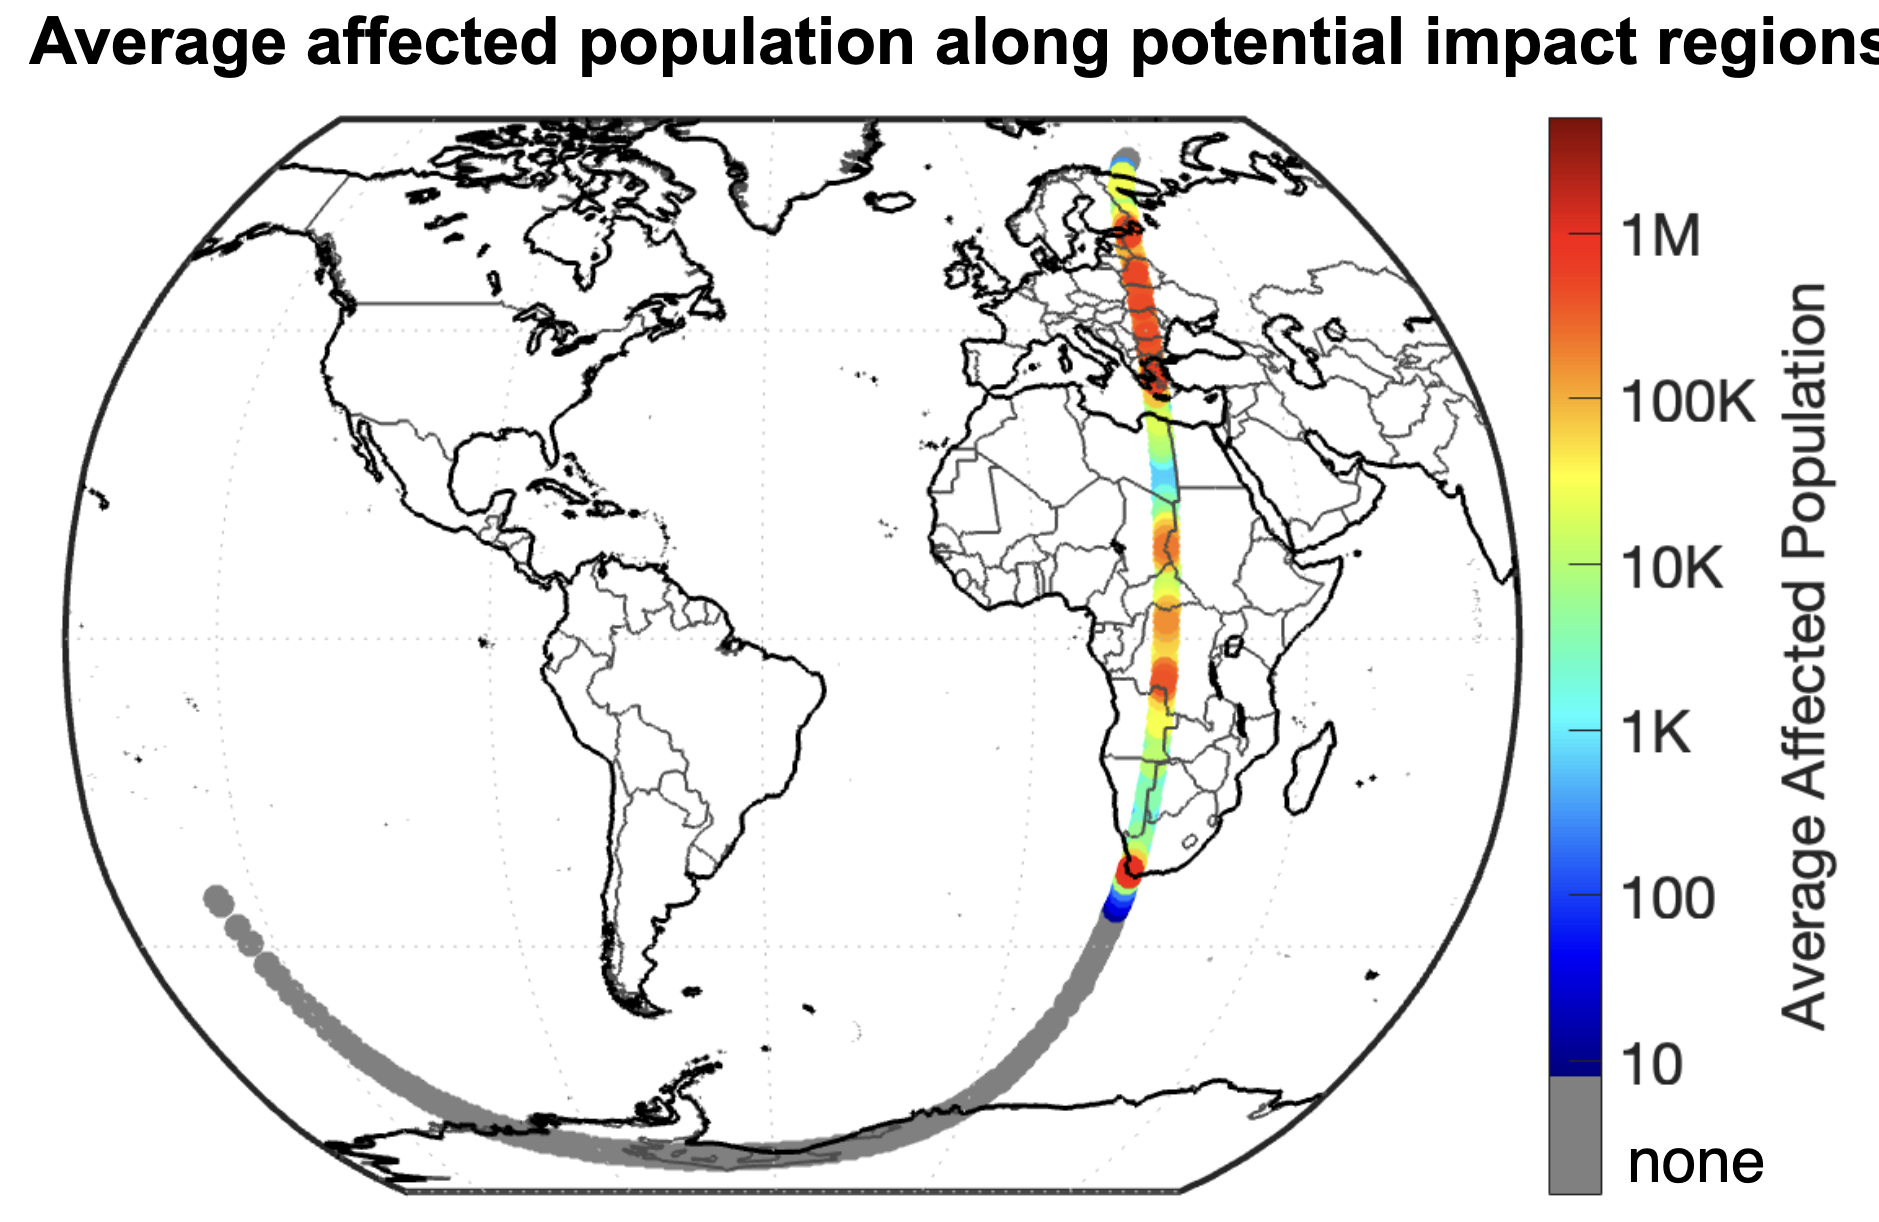 Average affected population along potential impact regions
1M
100K
10K
1K
100
10
none
Average Affected Population